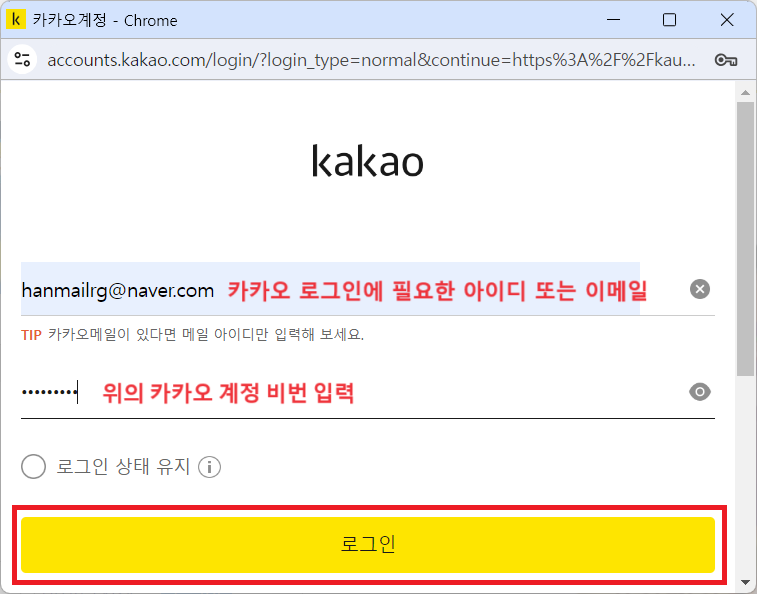 카카오계정 - Chrome
accounts.kakao.com/login/?login_type=normal&continue=https%3A%2F%2Fkau...
kakao
hanmailrg@naver.com 카카오 로그인에 필요한 아이디 또는 이메일
TIP 카카오메일이 있다면 메일 아이디만 입력해 보세요.
••••••••• 위의 카카오 계정 비번 입력
로그인 상태 유지
로그인